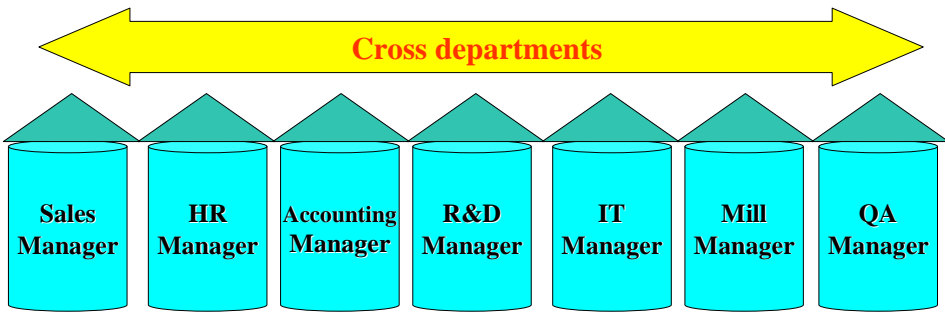 Cross departments
Sales
Manager
HR
Manager
Accounting
Manager
R&D
Manager
IT
Manager
Mill
Manager
QA
Manager